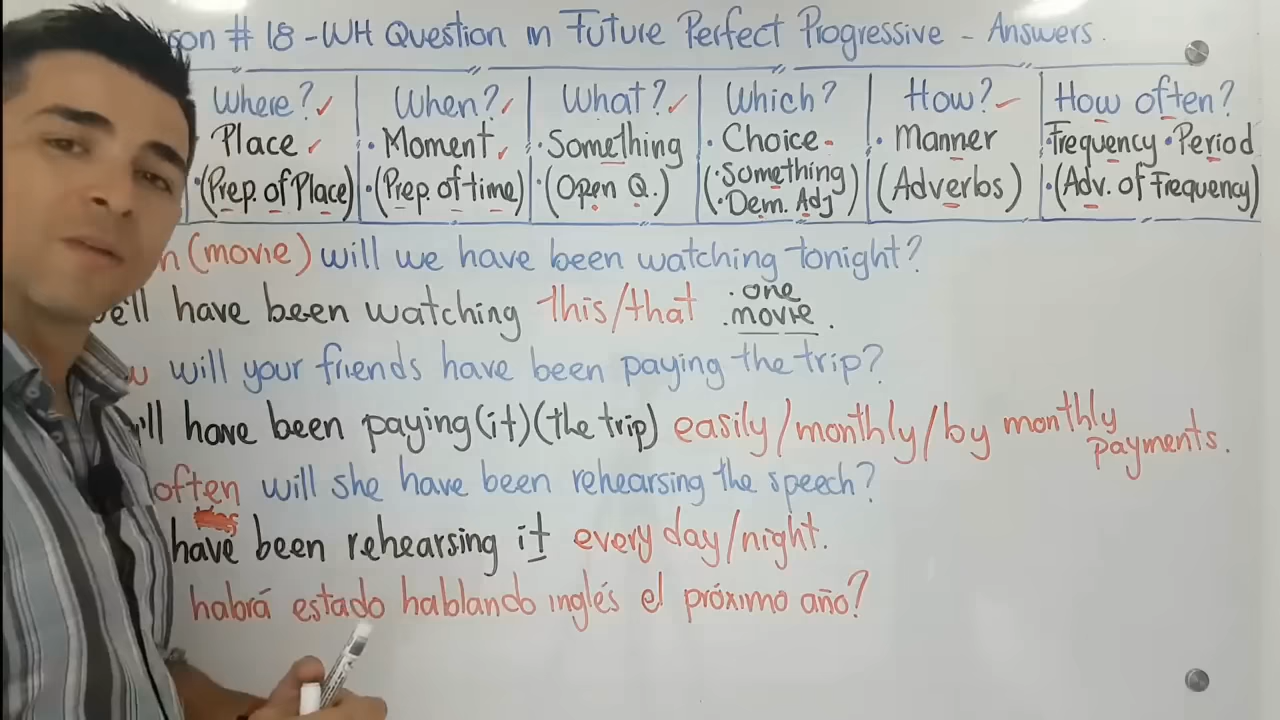 # 18 - WH Question in Future Perfect Progressive - Answers.
Where? When? What? Which? How? How often?
Place • Moment • Something • Choice • Manner •Frequency •Period
•(Prep. of Place) •(Prep. of time) •(Open Q.) (•Something •Dem. Adj) (Adverbs) •(Adv. of Frequency)
(movie) will we have been watching tonight?
have been watching this/that •one •movie.
will your friends have been paying the trip?
have been paying (it) (the trip) easily/monthly/by monthly payments.
often will she have been rehearsing the speech?
have been rehearsing it every day/night.
habrá estado hablando inglés el próximo año?